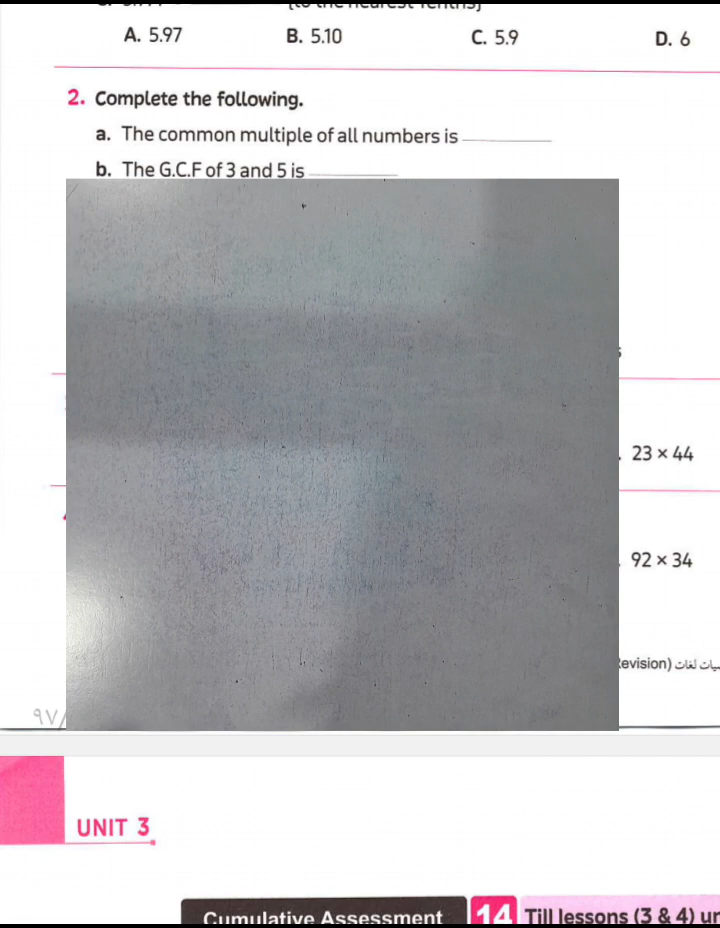 A. 5.97 B. 5.10 C. 5.9 D. 6
2. Complete the following.
a. The common multiple of all numbers is
b. The G.C.F of 3 and 5 is
23 × 44
92 × 34
٩٧/
UNIT 3
Cumulative Assessment 14 Till lessons (3 & 4)